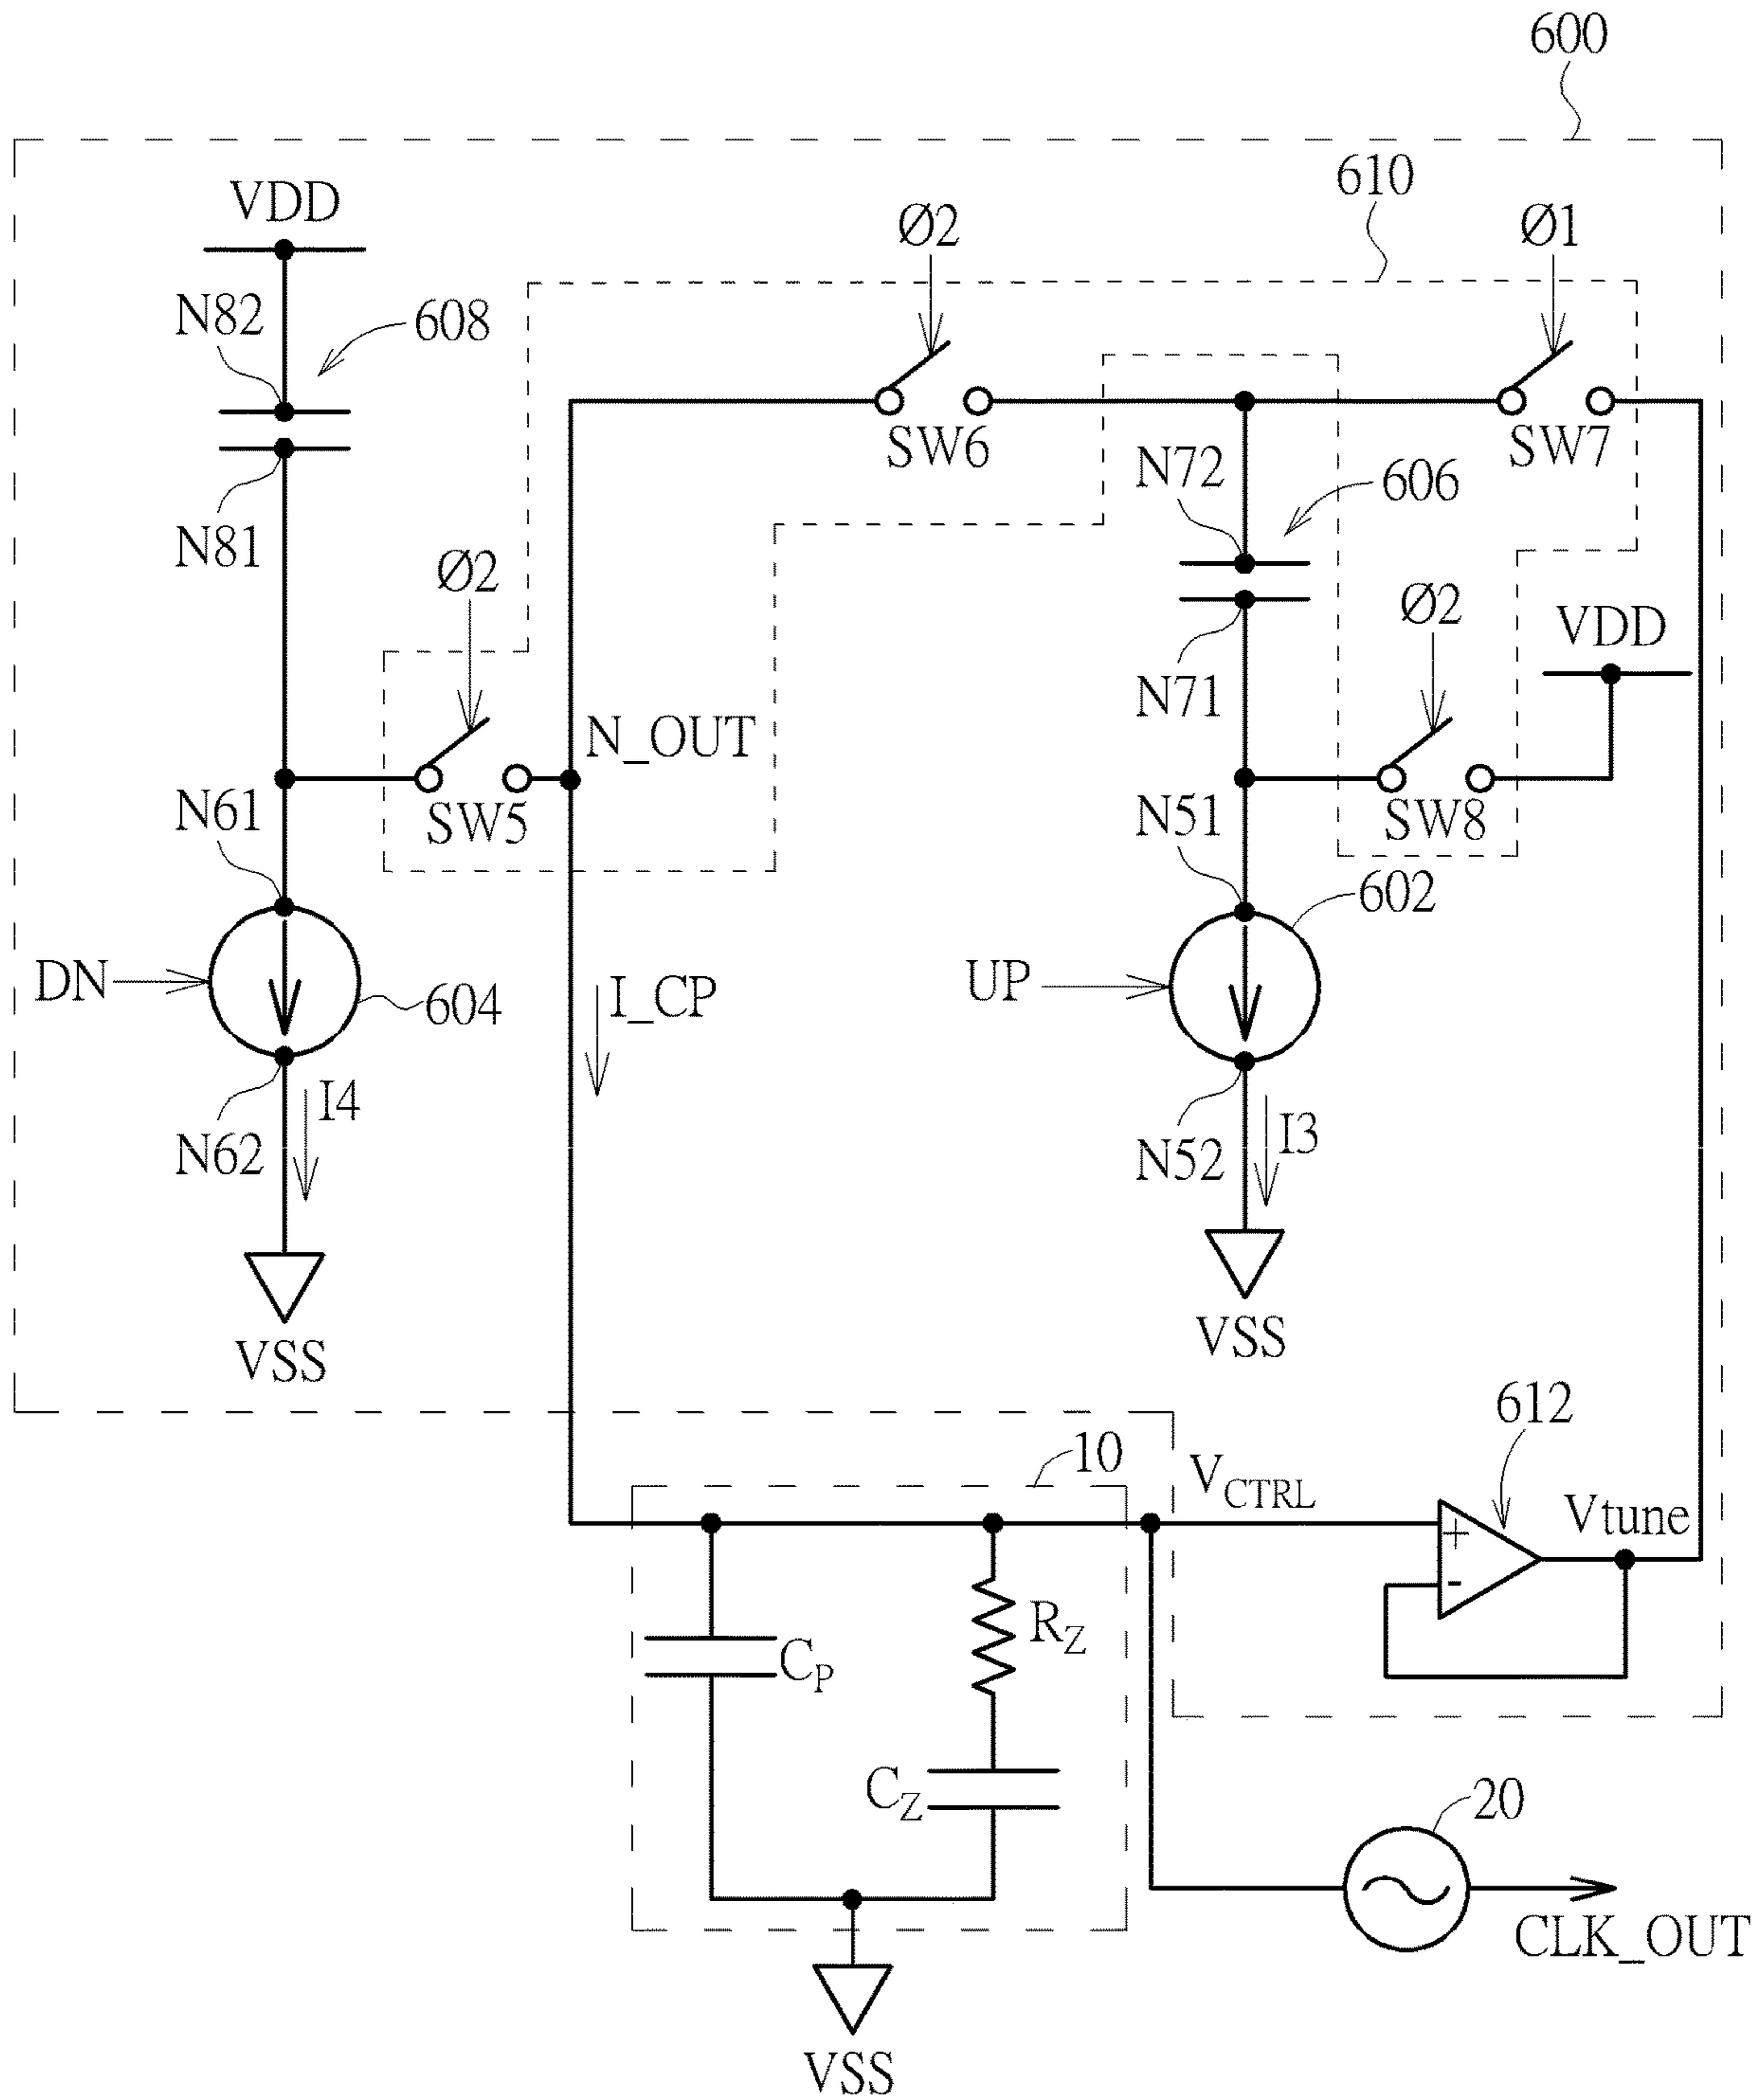 600
610
VDD
Ø2
Ø1
N82
608
SW6
SW7
N72
606
N81
Ø2
Ø2
VDD
N71
N_OUT
N61
SW5
N51
SW8
602
DN
604
I_CP
UP
I4
N62
I3
N52
VSS
VSS
612
10
VCTRL
Vtune
+
-
RZ
CP
CZ
20
CLK_OUT
VSS